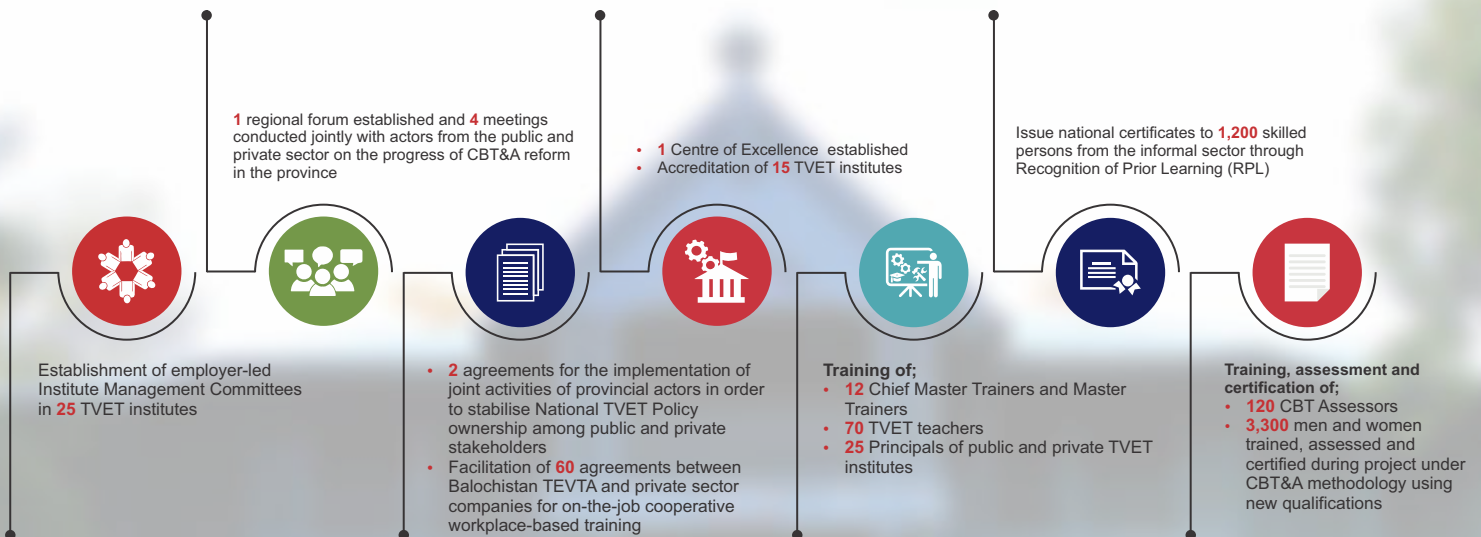 Establishment of employer-led
Institute Management Committees
in 25 TVET institutes
1 regional forum established and 4 meetings
conducted jointly with actors from the public and
private sector on the progress of CBT&A reform
in the province
• 2 agreements for the implementation of
joint activities of provincial actors in order
to stabilise National TVET Policy
ownership among public and private
stakeholders
• Facilitation of 60 agreements between
Balochistan TEVTA and private sector
companies for on-the-job cooperative
workplace-based training
• 1 Centre of Excellence established
• Accreditation of 15 TVET institutes
Training of;
• 12 Chief Master Trainers and Master
Trainers
• 70 TVET teachers
• 25 Principals of public and private TVET
institutes
Issue national certificates to 1,200 skilled
persons from the informal sector through
Recognition of Prior Learning (RPL)
Training, assessment and
certification of;
• 120 CBT Assessors
• 3,300 men and women
trained, assessed and
certified during project under
CBT&A methodology using
new qualifications